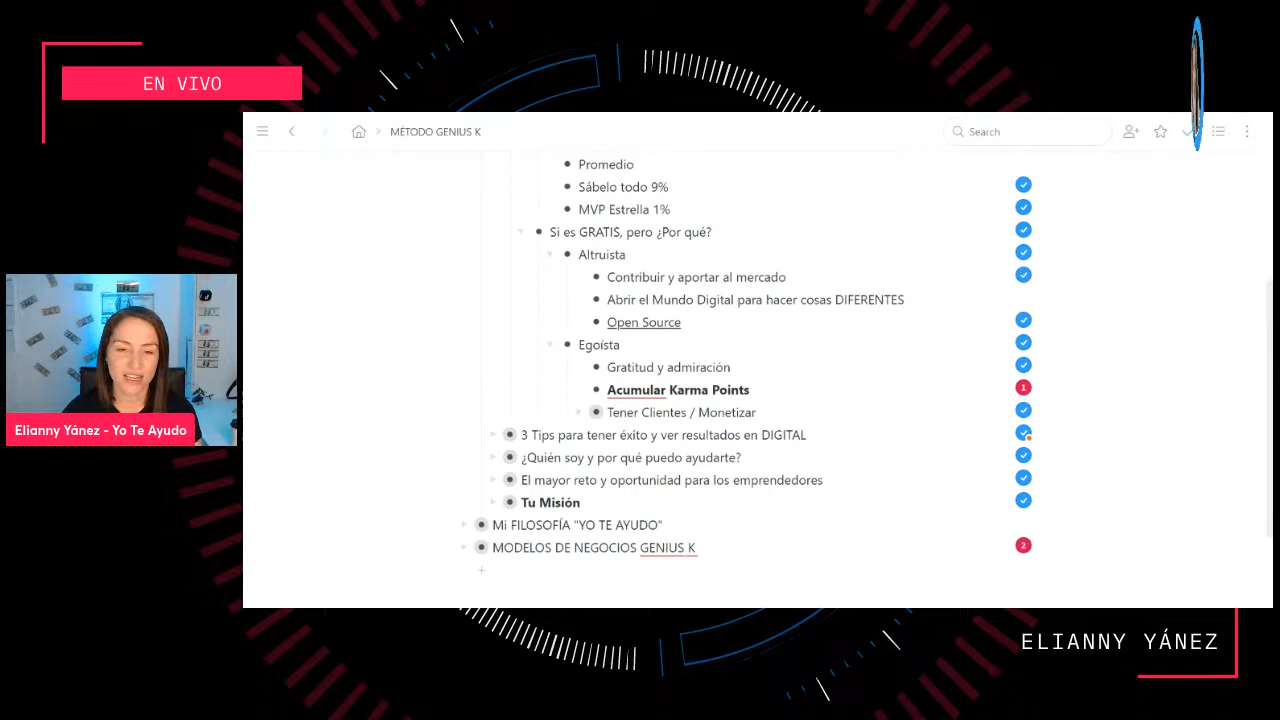 EN VIVO
MÉTODO GENIUS K
Search
Promedio
Sábelo todo 9%
MVP Estrella 1%
Si es GRATIS, pero ¿Por qué?
Altruista
Contribuir y aportar al mercado
Abrir el Mundo Digital para hacer cosas DIFERENTES
Open Source
Egoísta
Gratitud y admiración
Acumular Karma Points
1
Tener Clientes / Monetizar
3 Tips para tener éxito y ver resultados en DIGITAL
¿Quién soy y por qué puedo ayudarte?
El mayor reto y oportunidad para los emprendedores
Tu Misión
Mi FILOSOFÍA "YO TE AYUDO"
MODELOS DE NEGOCIOS GENIUS K
2
Elianny Yánez - Yo Te Ayudo
ELIANNY YÁNEZ